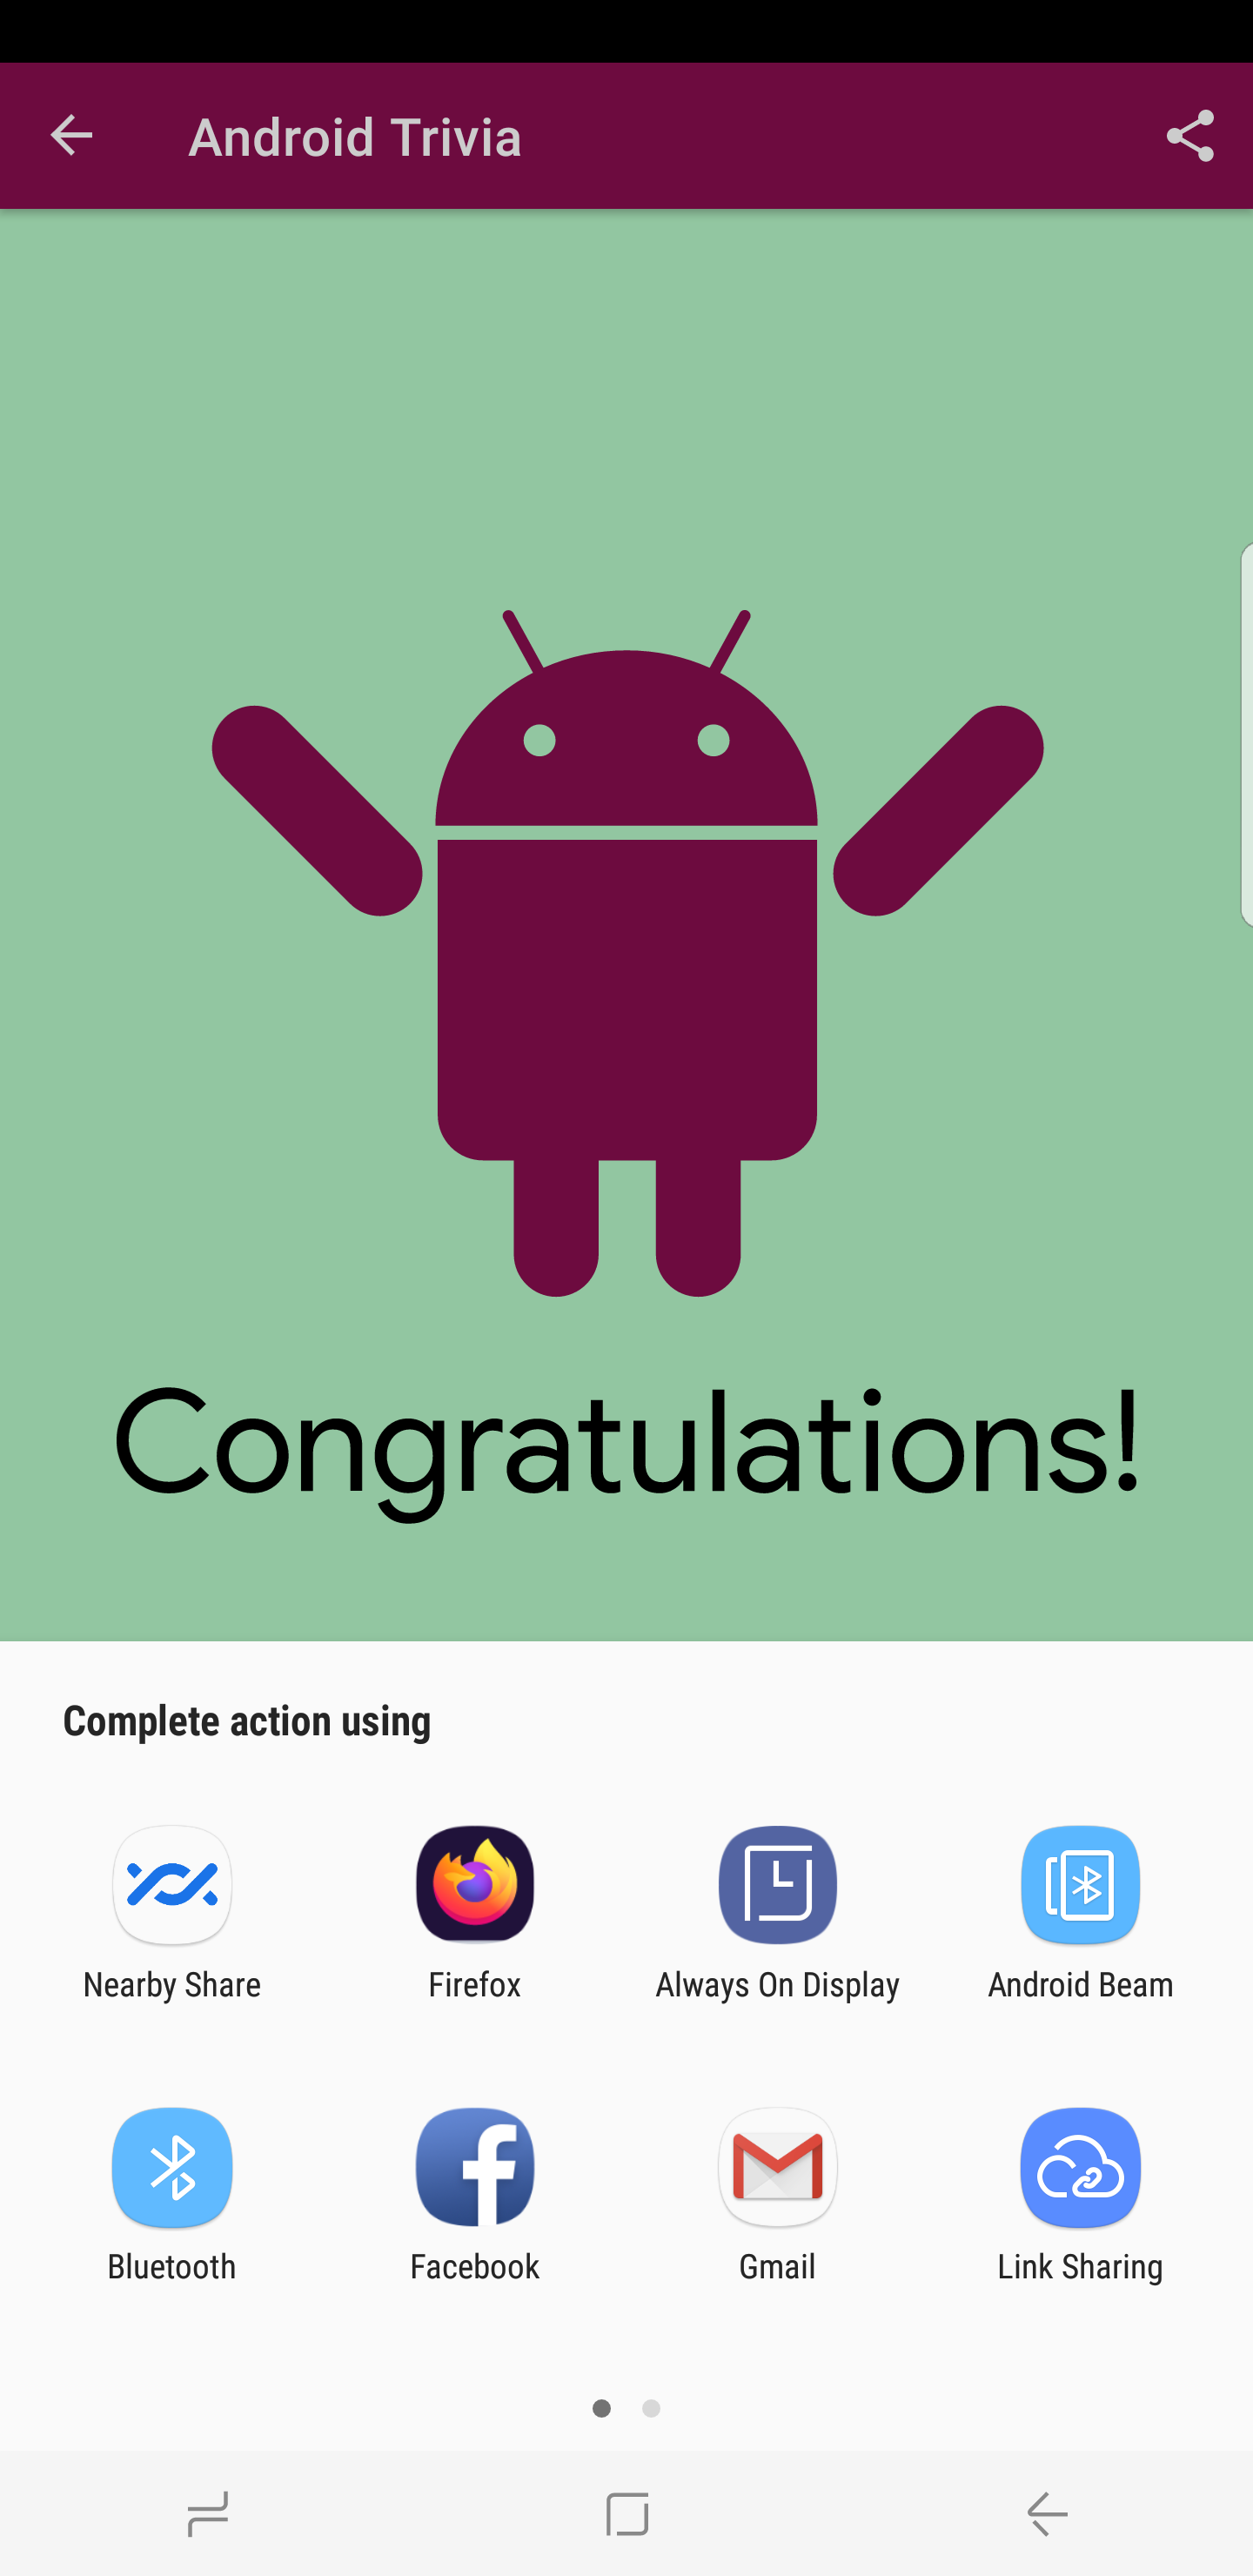 Android Trivia
Congratulations!
Complete action using
Nearby Share Firefox Always On Display Android Beam
Bluetooth Facebook Gmail Link Sharing